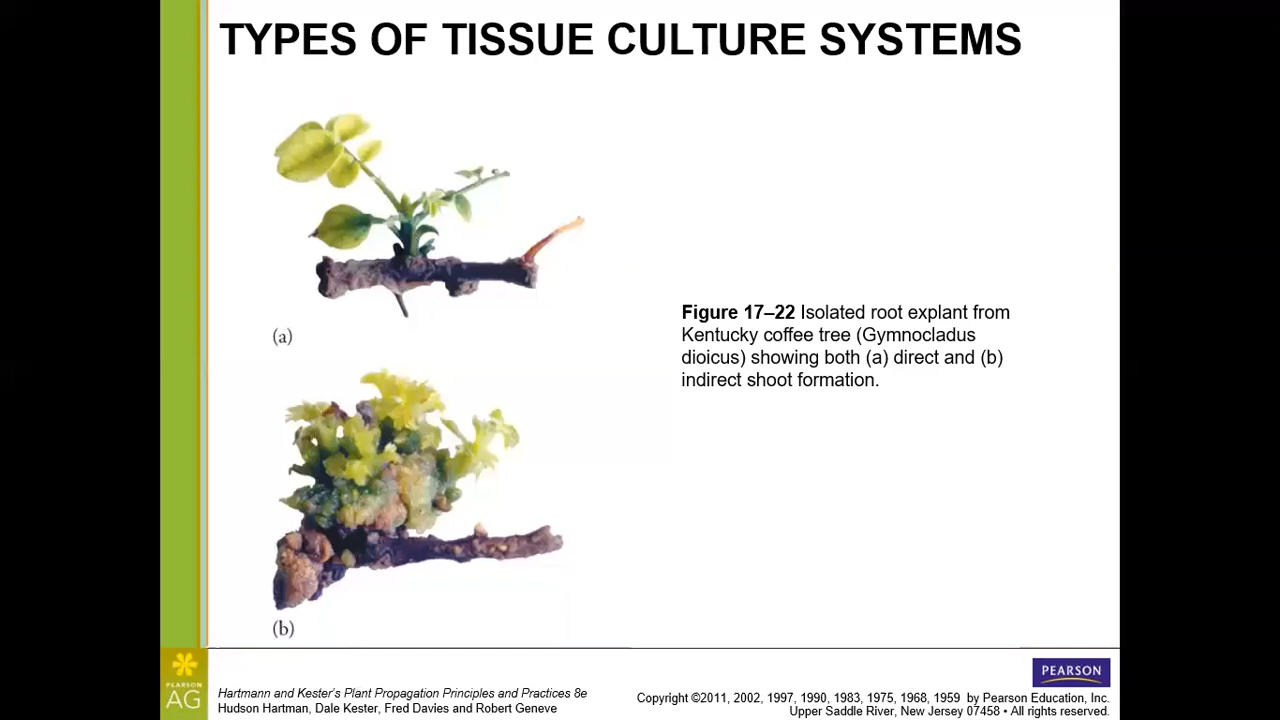 TYPES OF TISSUE CULTURE SYSTEMS
(a)
Figure 17–22 Isolated root explant from
Kentucky coffee tree (Gymnocladus
dioicus) showing both (a) direct and (b)
indirect shoot formation.
(b)
PEARSON
AG
Hartmann and Kester's Plant Propagation Principles and Practices 8e
Hudson Hartman, Dale Kester, Fred Davies and Robert Geneve
PEARSON
Copyright ©2011, 2002, 1997, 1990, 1983, 1975, 1968, 1959 by Pearson Education, Inc.
Upper Saddle River, New Jersey 07458 • All rights reserved.